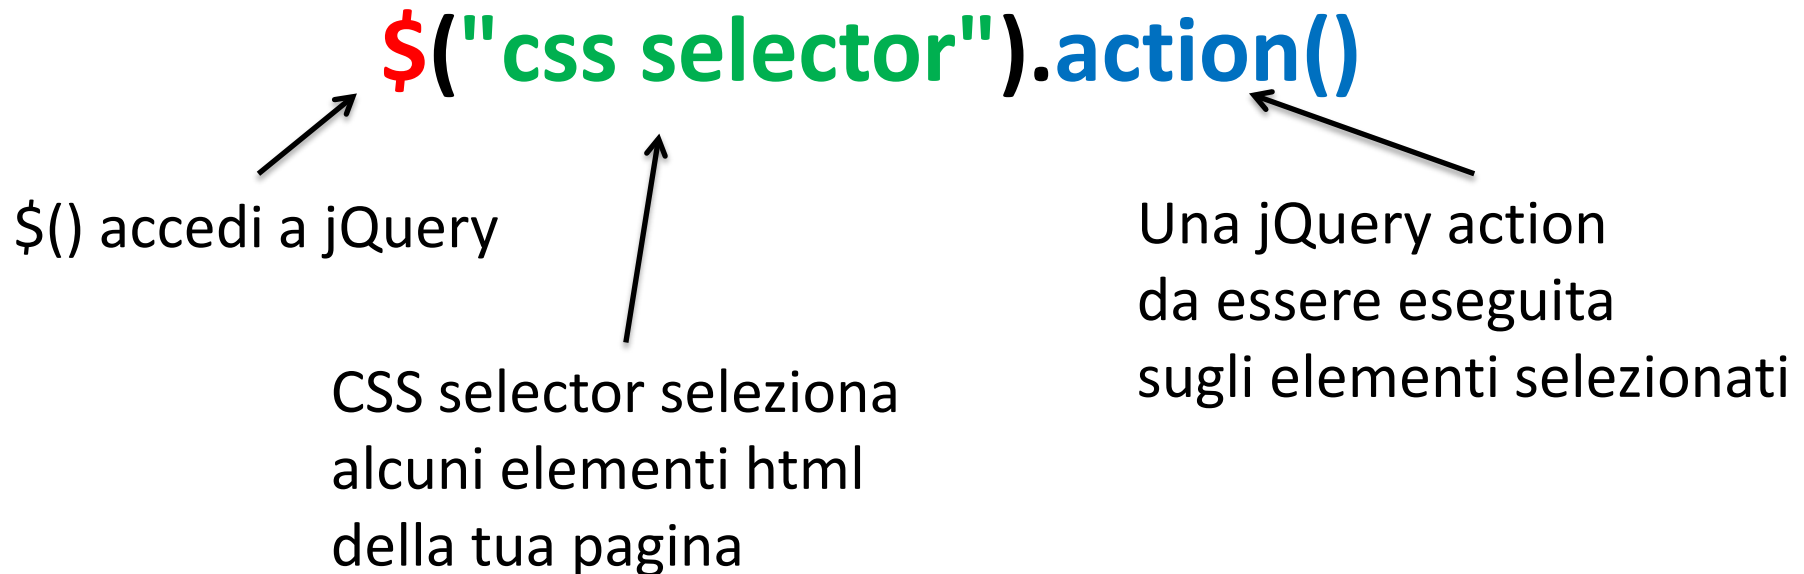 $("css selector").action()
$() accedi a jQuery
CSS selector seleziona
alcuni elementi html
della tua pagina
Una jQuery action
da essere eseguita
sugli elementi selezionati